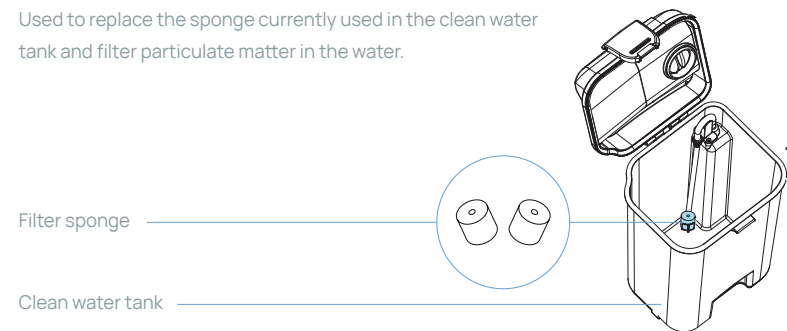 Used to replace the sponge currently used in the clean water
tank and filter particulate matter in the water.
Filter sponge
Clean water tank